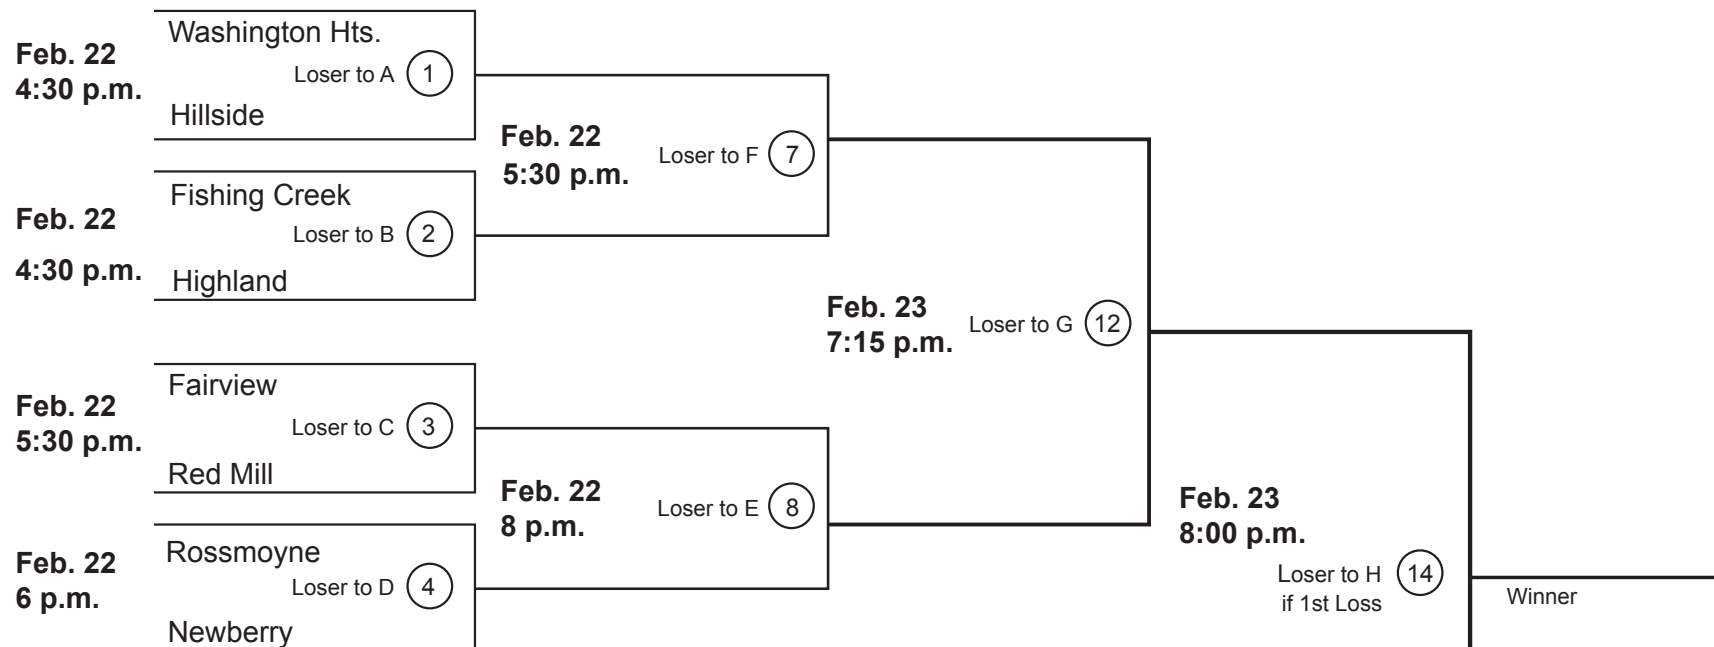 Washington Hts.
Feb. 22
4:30 p.m.
Loser to A 1
Hillside
Feb. 22
5:30 p.m.
Loser to F 7
Fishing Creek
Feb. 22
4:30 p.m.
Loser to B 2
Highland
Feb. 23
7:15 p.m.
Loser to G 12
Fairview
Feb. 22
5:30 p.m.
Loser to C 3
Red Mill
Feb. 22
8 p.m.
Loser to E 8
Feb. 23
8:00 p.m.
Loser to H 14
if 1st Loss
Winner
Rossmoyne
Feb. 22
6 p.m.
Loser to D 4
Newberry